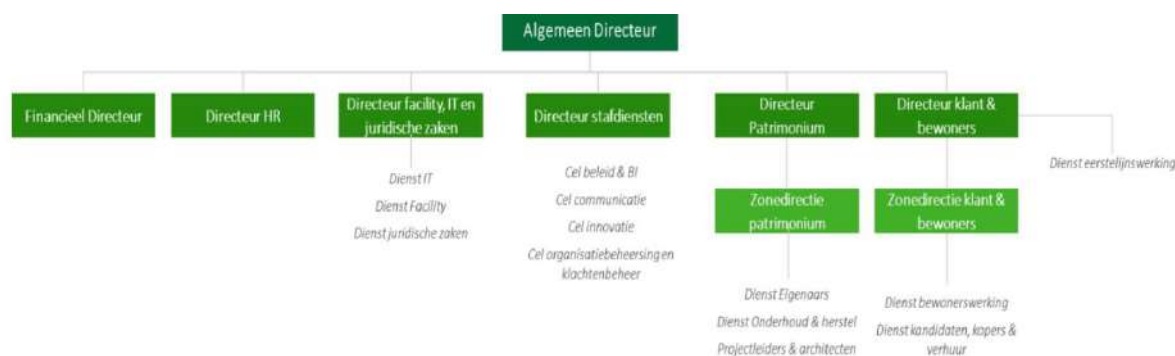 Algemeen Directeur
Financieel Directeur
Directeur HR
Directeur facility, IT en
juridische zaken
Directeur stafdiensten
Directeur
Patrimonium
Directeur klant &
bewoners
Dienst eerstelijnswerking
Dienst IT
Dienst Facility
Dienst juridische zaken
Cel beleid & BI
Cel communicatie
Cel innovatie
Cel organisatiebeheersing en
klachtenbeheer
Zonedirectie
patrimonium
Zonedirectie klant &
bewoners
Dienst Eigenaars
Dienst Onderhoud & herstel
Projectleiders & architecten
Dienst bewonerswerking
Dienst kandidaten, kopers &
verhuur